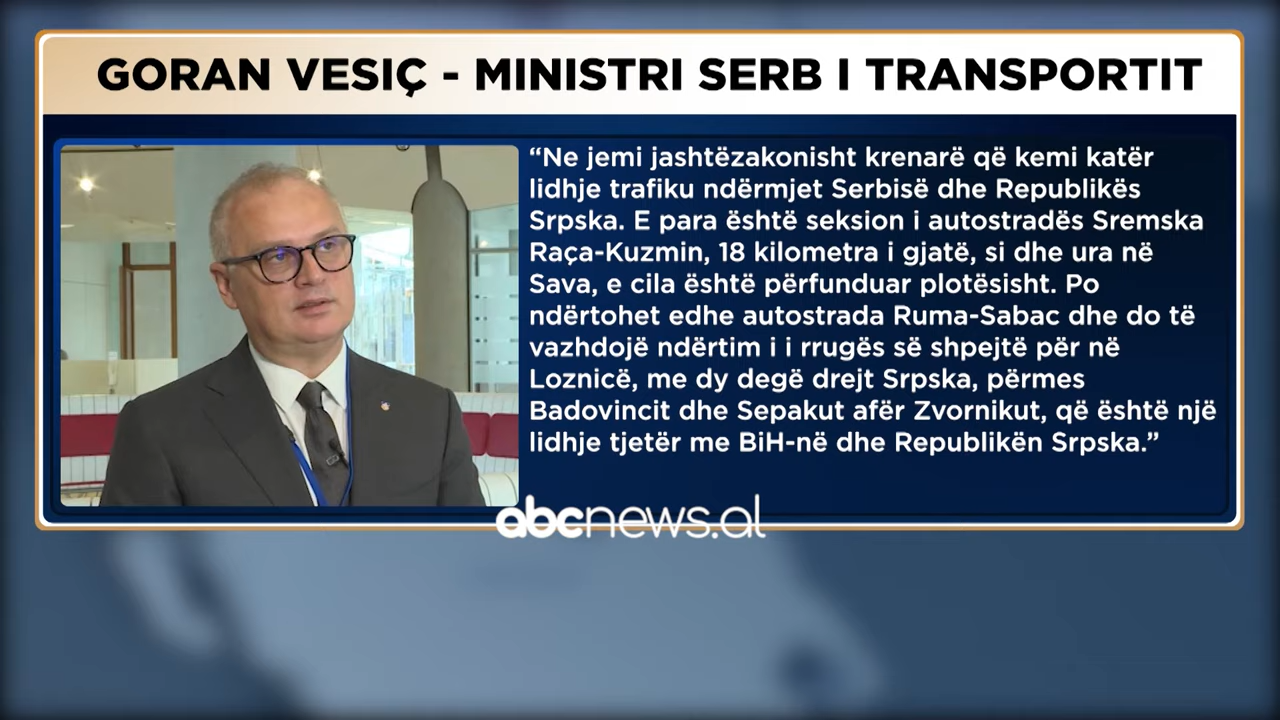 GORAN VESIÇ - MINISTRI SERB I TRANSPORTIT
“Ne jemi jashtëzakonisht krenarë që kemi katër
lidhje trafiku ndërmjet Serbisë dhe Republikës
Srpska. E para është seksion i autostradës Sremska
Raça-Kuzmin, 18 kilometra i gjatë, si dhe ura në
Sava, e cila është përfunduar plotësisht. Po
ndërtohet edhe autostrada Ruma-Sabac dhe do të
vazhdojë ndërtim i i rrugës së shpejtë për në
Loznicë, me dy degë drejt Srpska, përmes
Badovincit dhe Sepakut afër Zvornikut, që është një
lidhje tjetër me BiH-në dhe Republikën Srpska.”
abcnews.al